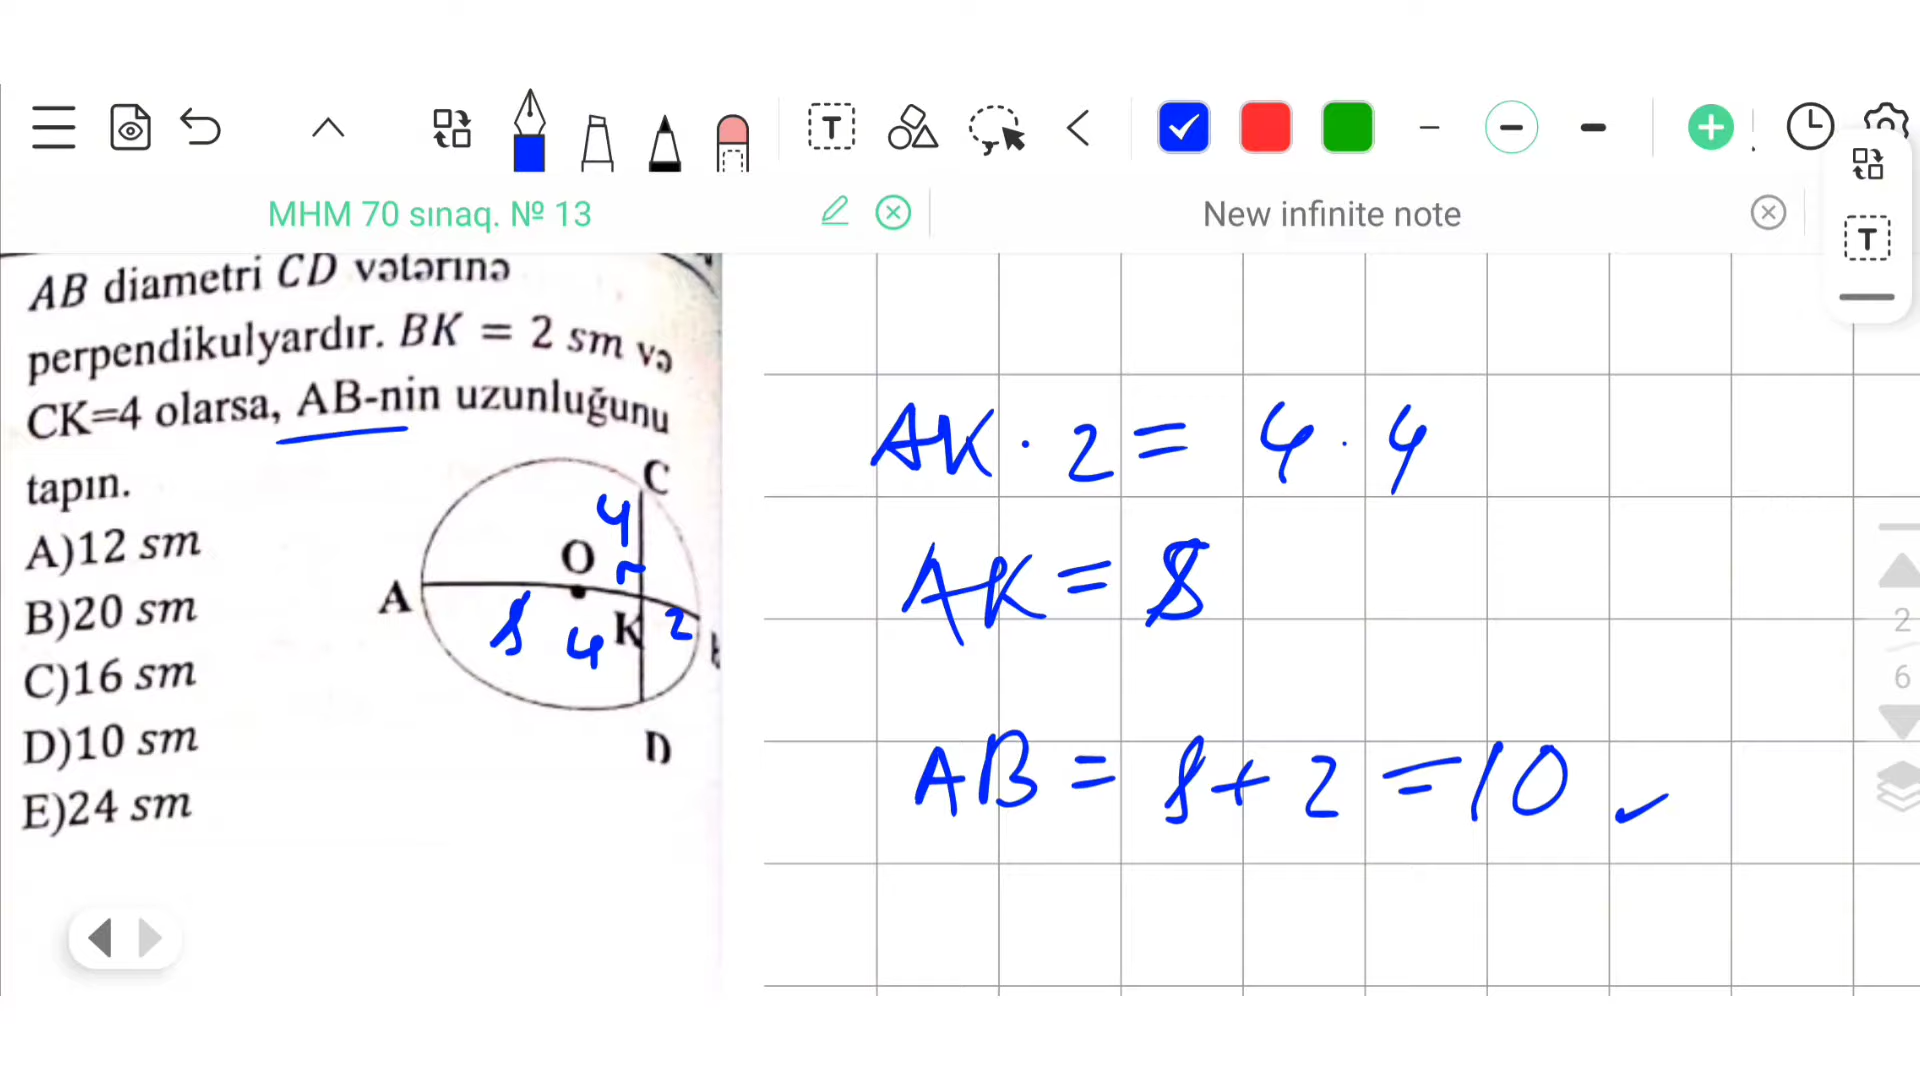 MHM 70 sınaq. № 13
New infinite note
AB diametri CD vətərinə
perpendikulyardır. BK = 2 sm və
CK=4 olarsa, AB-nin uzunluğunu
tapın.
A)12 sm
B)20 sm
C)16 sm
D)10 sm
E)24 sm
C
4
O
A
8
4
K
2
D
AK · 2 = 4 · 4
AK = 8
AB = 8 + 2 = 10
T
T
2
6